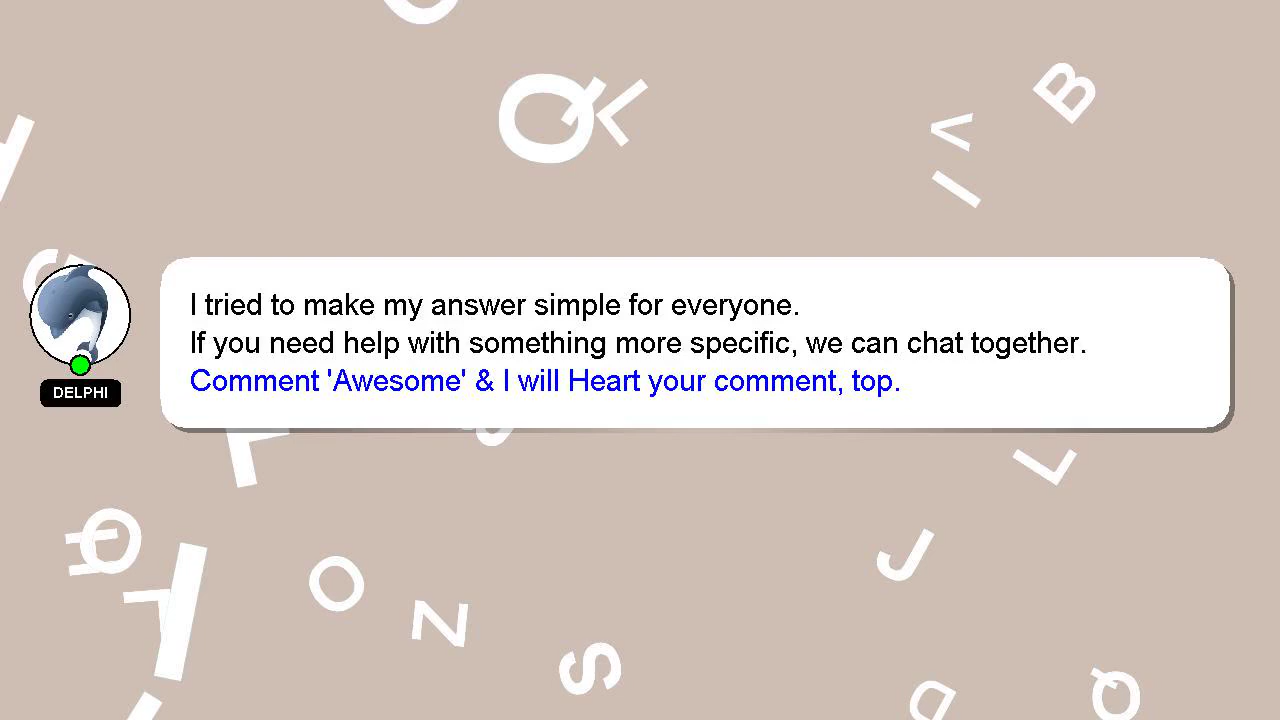 I tried to make my answer simple for everyone.
If you need help with something more specific, we can chat together.
Comment 'Awesome' & I will Heart your comment, top.
DELPHI